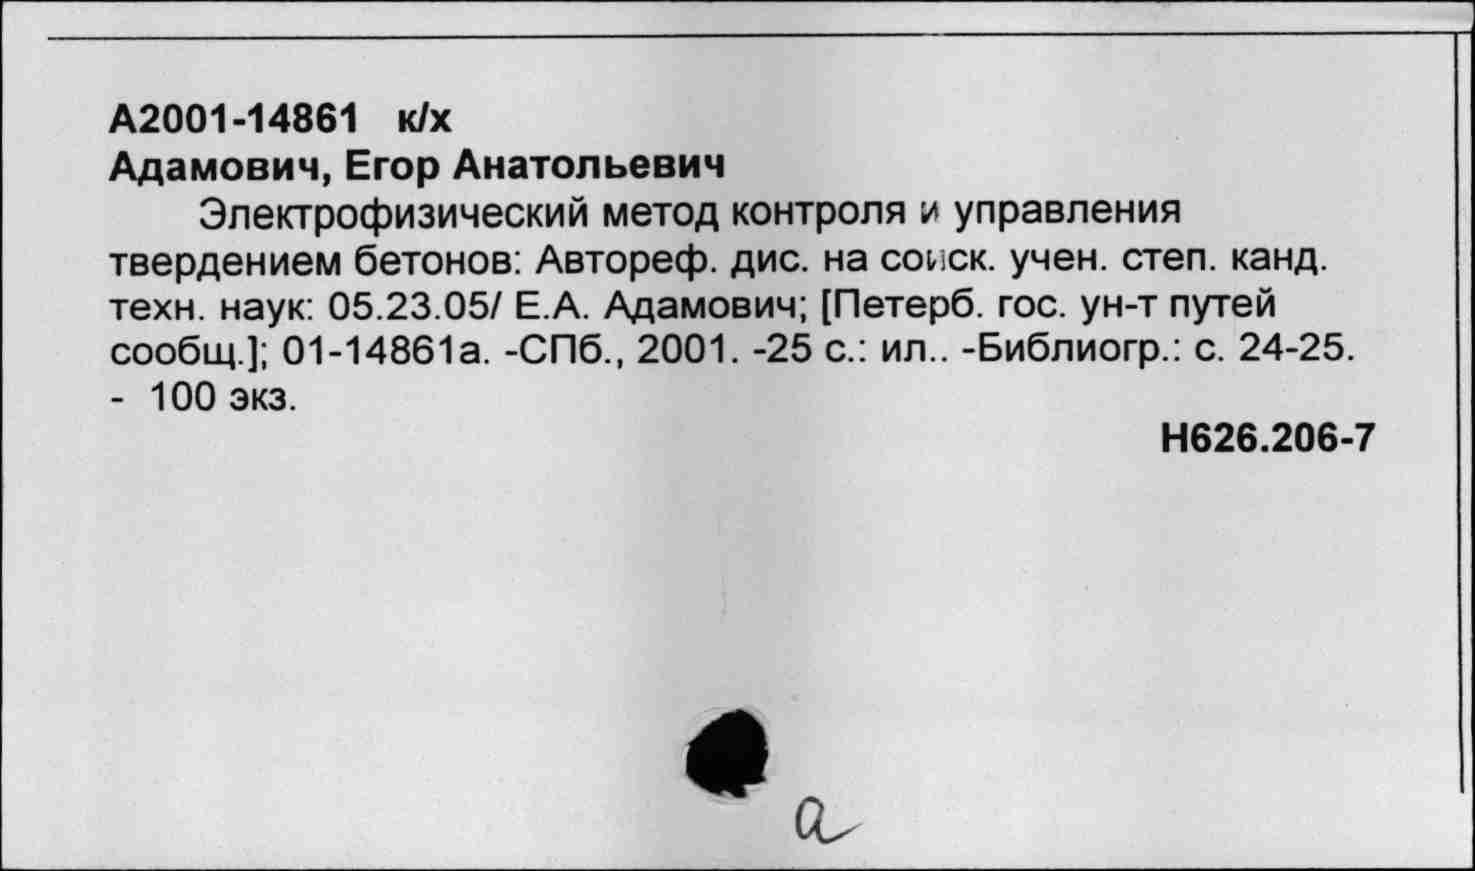 А2001-14861 к/х
Адамович, Егор Анатольевич
Электрофизический метод контроля и управления
твердением бетонов: Автореф. дис. на соиск. учен. степ. канд.
техн. наук: 05.23.05/ Е.А. Адамович; [Петерб. гос. ун-т путей
сообщ.]; 01-14861а. -СПб., 2001. -25 с.: ил.. -Библиогр.: с. 24-25.
- 100 экз.
Н626.206-7
а